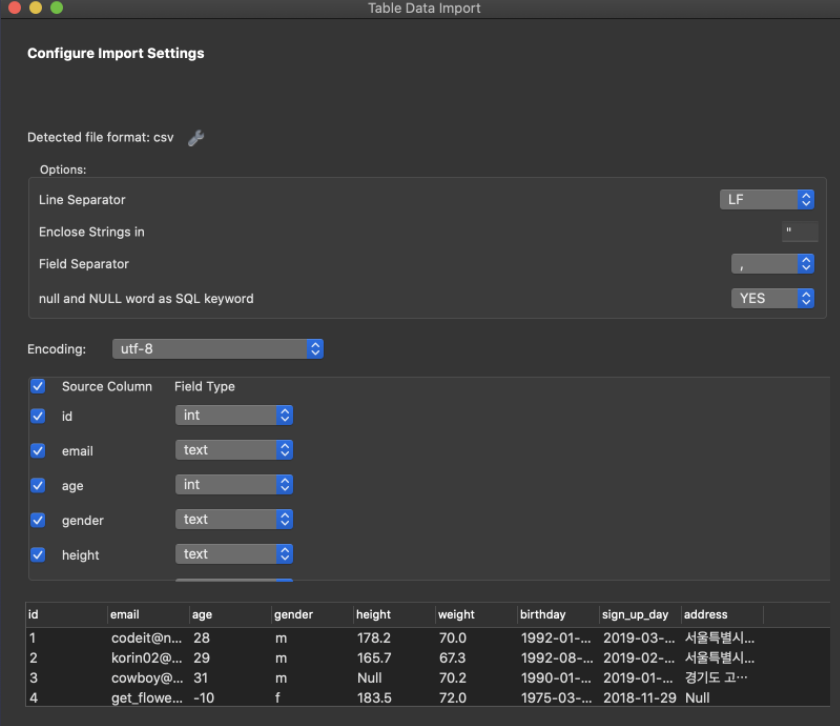 Table Data Import
Configure Import Settings
Detected file format: csv
Options:
Line Separator LF
Enclose Strings in "
Field Separator ,
null and NULL word as SQL keyword YES
Encoding: utf-8
Source Column Field Type
id int
email text
age int
gender text
height text
id email age gender height weight birthday sign_up_day address
1 codeit@n... 28 m 178.2 70.0 1992-01-... 2019-03-... 서울특별시...
2 korin02@... 29 m 165.7 67.3 1992-08-... 2019-02-... 서울특별시...
3 cowboy@... 31 m Null 70.2 1990-01-... 2019-01-... 경기도 고...
4 get_flowe... -10 f 183.5 72.0 1975-03-... 2018-11-29 Null